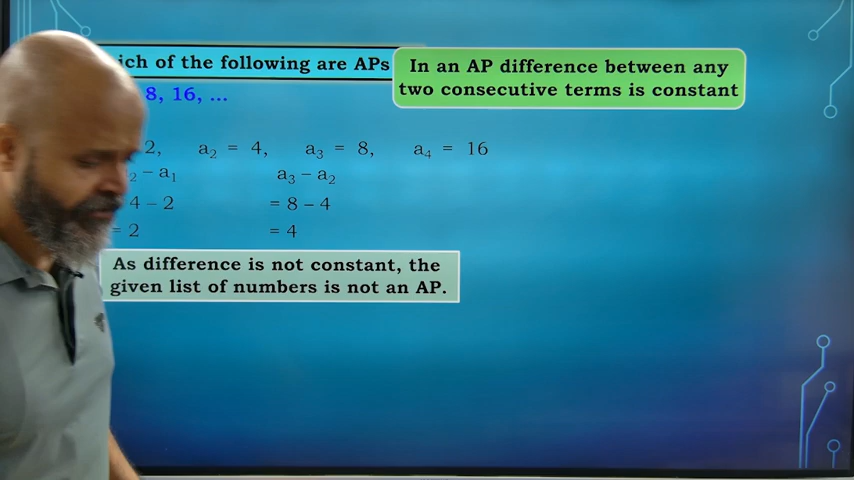 of the following are APs
In an AP difference between any
two consecutive terms is constant
8, 16, ...
2, a₂ = 4, a₃ = 8, a₄ = 16
₂ – a₁ a₃ – a₂
4 – 2 = 8 – 4
= 2 = 4
As difference is not constant, the
given list of numbers is not an AP.